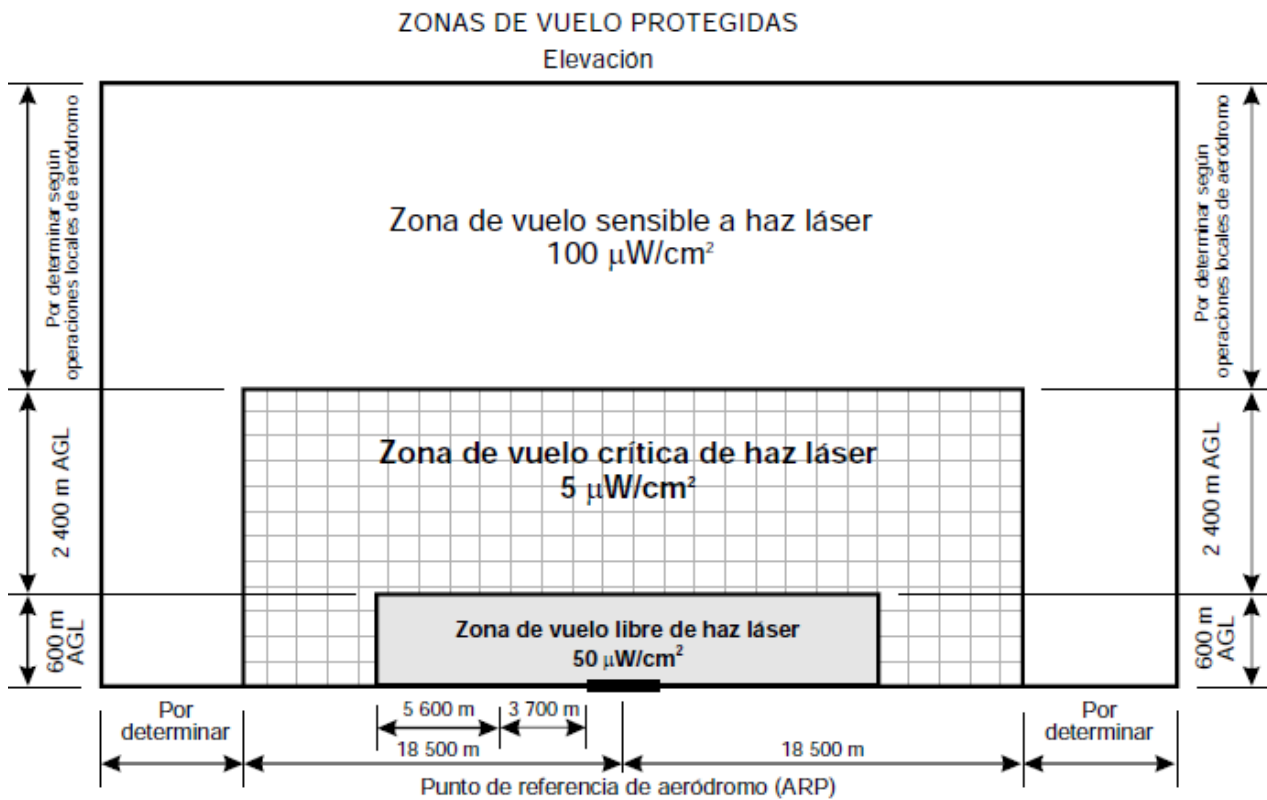 ZONAS DE VUELO PROTEGIDAS
Elevación
Por determinar según
operaciones locales de aeródromo
Por determinar según
operaciones locales de aeródromo
Zona de vuelo sensible a haz láser
100 µW/cm²
2 400 m AGL
2 400 m AGL
Zona de vuelo crítica de haz láser
5 µW/cm²
600 m
AGL
600 m
AGL
Zona de vuelo libre de haz láser
50 µW/cm²
Por
determinar
5 600 m
3 700 m
Por
determinar
18 500 m
18 500 m
Punto de referencia de aeródromo (ARP)